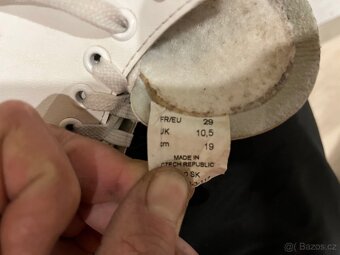 FR/EU 29
UK 10,5
cm 19
MADE IN
CZECH REPUBLIC
SK
Bazos.cz